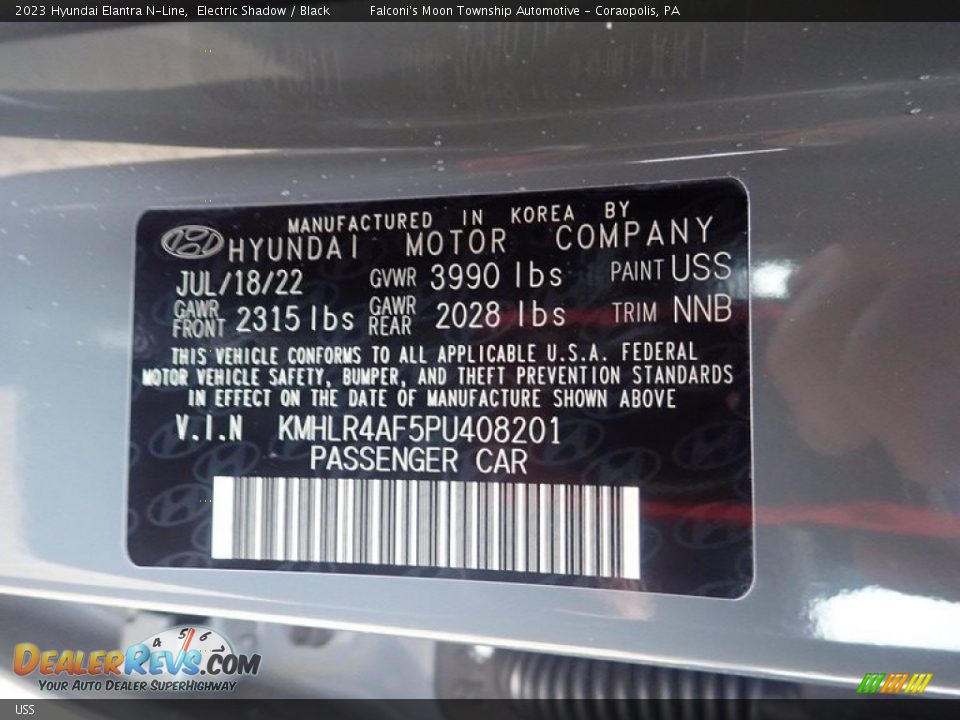 2023 Hyundai Elantra N-Line, Electric Shadow / Black Falconi's Moon Township Automotive - Coraopolis, PA
MANUFACTURED IN KOREA BY
HYUNDAI MOTOR COMPANY
JUL/18/22 GVWR 3990 lbs PAINT USS
GAWR FRONT 2315 lbs GAWR REAR 2028 lbs TRIM NNB
THIS VEHICLE CONFORMS TO ALL APPLICABLE U.S.A. FEDERAL
MOTOR VEHICLE SAFETY, BUMPER, AND THEFT PREVENTION STANDARDS
IN EFFECT ON THE DATE OF MANUFACTURE SHOWN ABOVE
V.I.N KMHLR4AF5PU408201
PASSENGER CAR
4 5 6
DealerRevs.com
Your Auto Dealer SuperHighway
USS